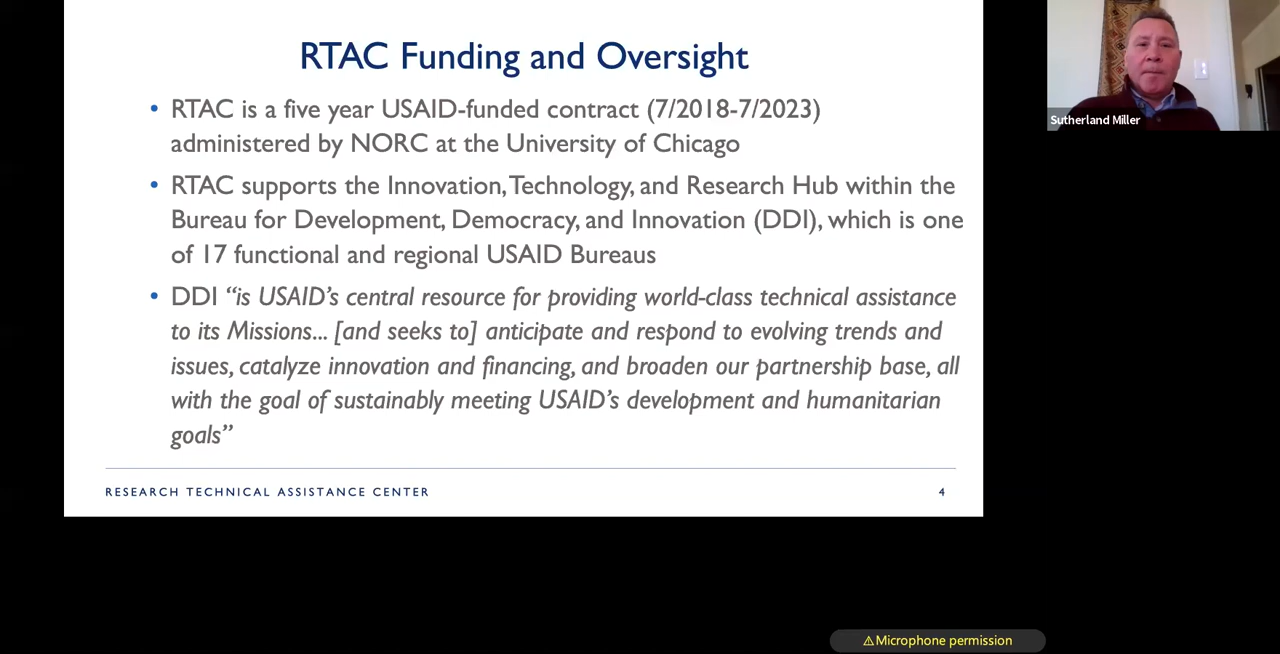 RTAC Funding and Oversight
• RTAC is a five year USAID-funded contract (7/2018-7/2023)
administered by NORC at the University of Chicago
• RTAC supports the Innovation, Technology, and Research Hub within the
Bureau for Development, Democracy, and Innovation (DDI), which is one
of 17 functional and regional USAID Bureaus
• DDI “is USAID’s central resource for providing world-class technical assistance
to its Missions... [and seeks to] anticipate and respond to evolving trends and
issues, catalyze innovation and financing, and broaden our partnership base, all
with the goal of sustainably meeting USAID’s development and humanitarian
goals”
RESEARCH TECHNICAL ASSISTANCE CENTER 4
Sutherland Miller
⚠Microphone permission